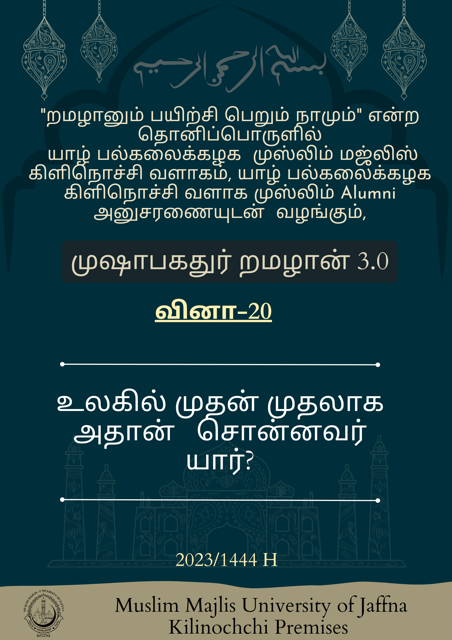 بسم الله الرحمن الرحيم
"றமழானும் பயிற்சி பெறும் நாமும்" என்ற
தொனிப்பொருளில்
யாழ் பல்கலைக்கழக முஸ்லிம் மஜ்லிஸ்
கிளிநொச்சி வளாகம், யாழ் பல்கலைக்கழக
கிளிநொச்சி வளாக முஸ்லிம் Alumni
அனுசரணையுடன் வழங்கும்,
முஷாபகதுர் றமழான் 3.0
வினா-20
உலகில் முதன் முதலாக
அதான் சொன்னவர்
யார்?
2023/1444 H
Muslim Majlis University of Jaffna
Kilinochchi Premises